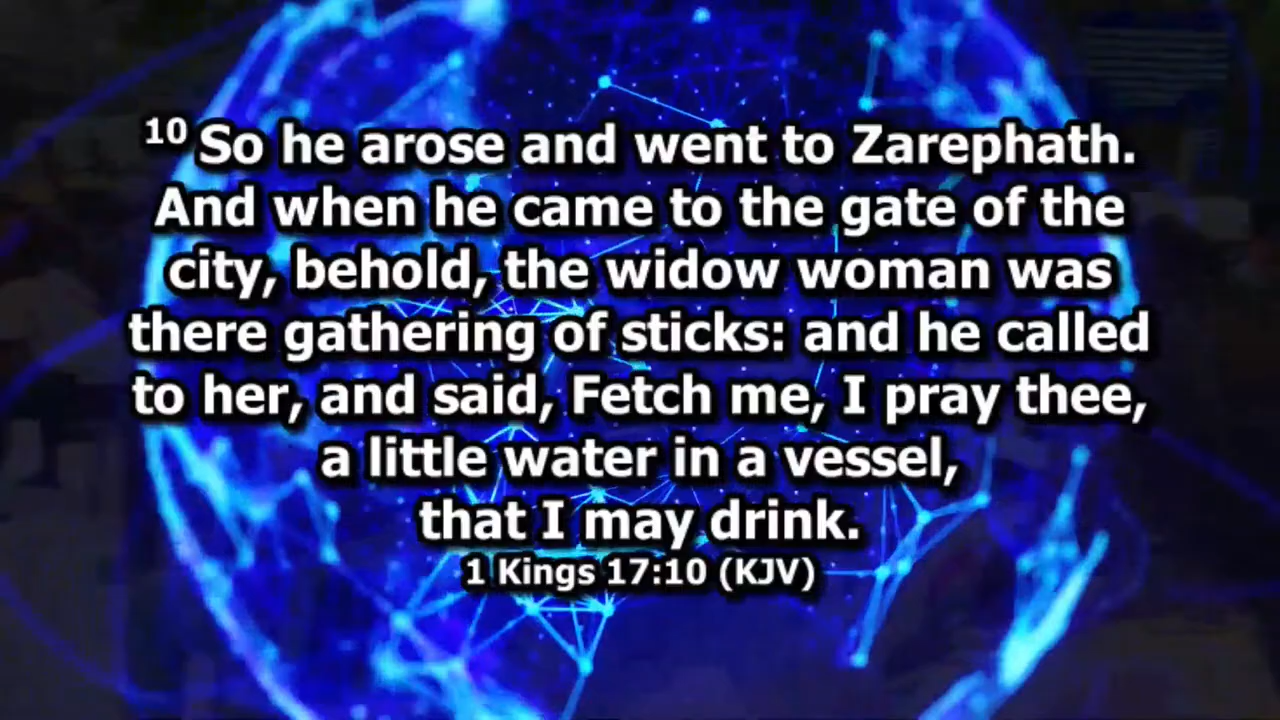 10 So he arose and went to Zarephath.
And when he came to the gate of the
city, behold, the widow woman was
there gathering of sticks: and he called
to her, and said, Fetch me, I pray thee,
a little water in a vessel,
that I may drink.
1 Kings 17:10 (KJV)